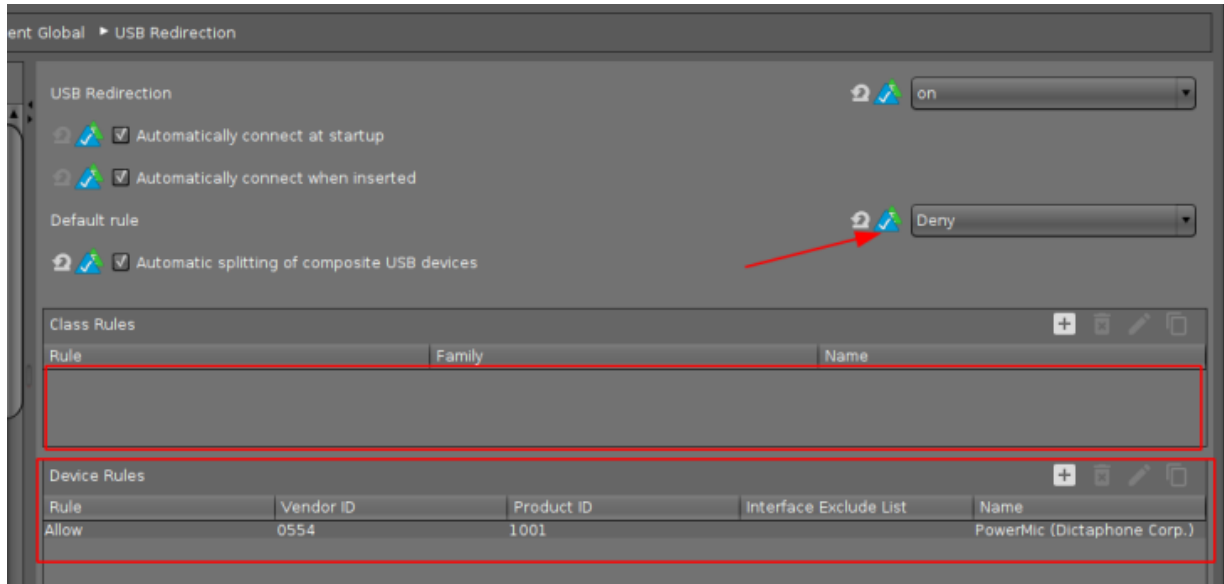 ent Global ▸ USB Redirection
USB Redirection on
Automatically connect at startup
Automatically connect when inserted
Default rule Deny
Automatic splitting of composite USB devices
Class Rules
Rule Family Name
Device Rules
Rule Vendor ID Product ID Interface Exclude List Name
Allow 0554 1001 PowerMic (Dictaphone Corp.)